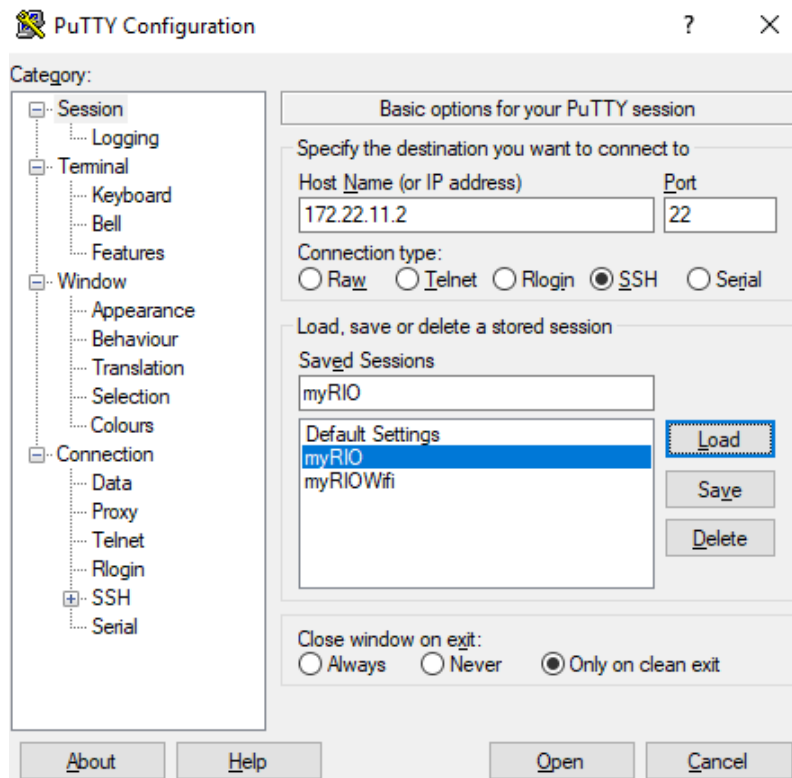 PuTTY Configuration
?
Category:
Session
Logging
Terminal
Keyboard
Bell
Features
Window
Appearance
Behaviour
Translation
Selection
Colours
Connection
Data
Proxy
Telnet
Rlogin
SSH
Serial
Basic options for your PuTTY session
Specify the destination you want to connect to
Host Name (or IP address) Port
172.22.11.2 22
Connection type:
Raw Telnet Rlogin SSH Serial
Load, save or delete a stored session
Saved Sessions
myRIO
Default Settings
myRIO
myRIOWifi
Load
Save
Delete
Close window on exit:
Always Never Only on clean exit
About Help Open Cancel